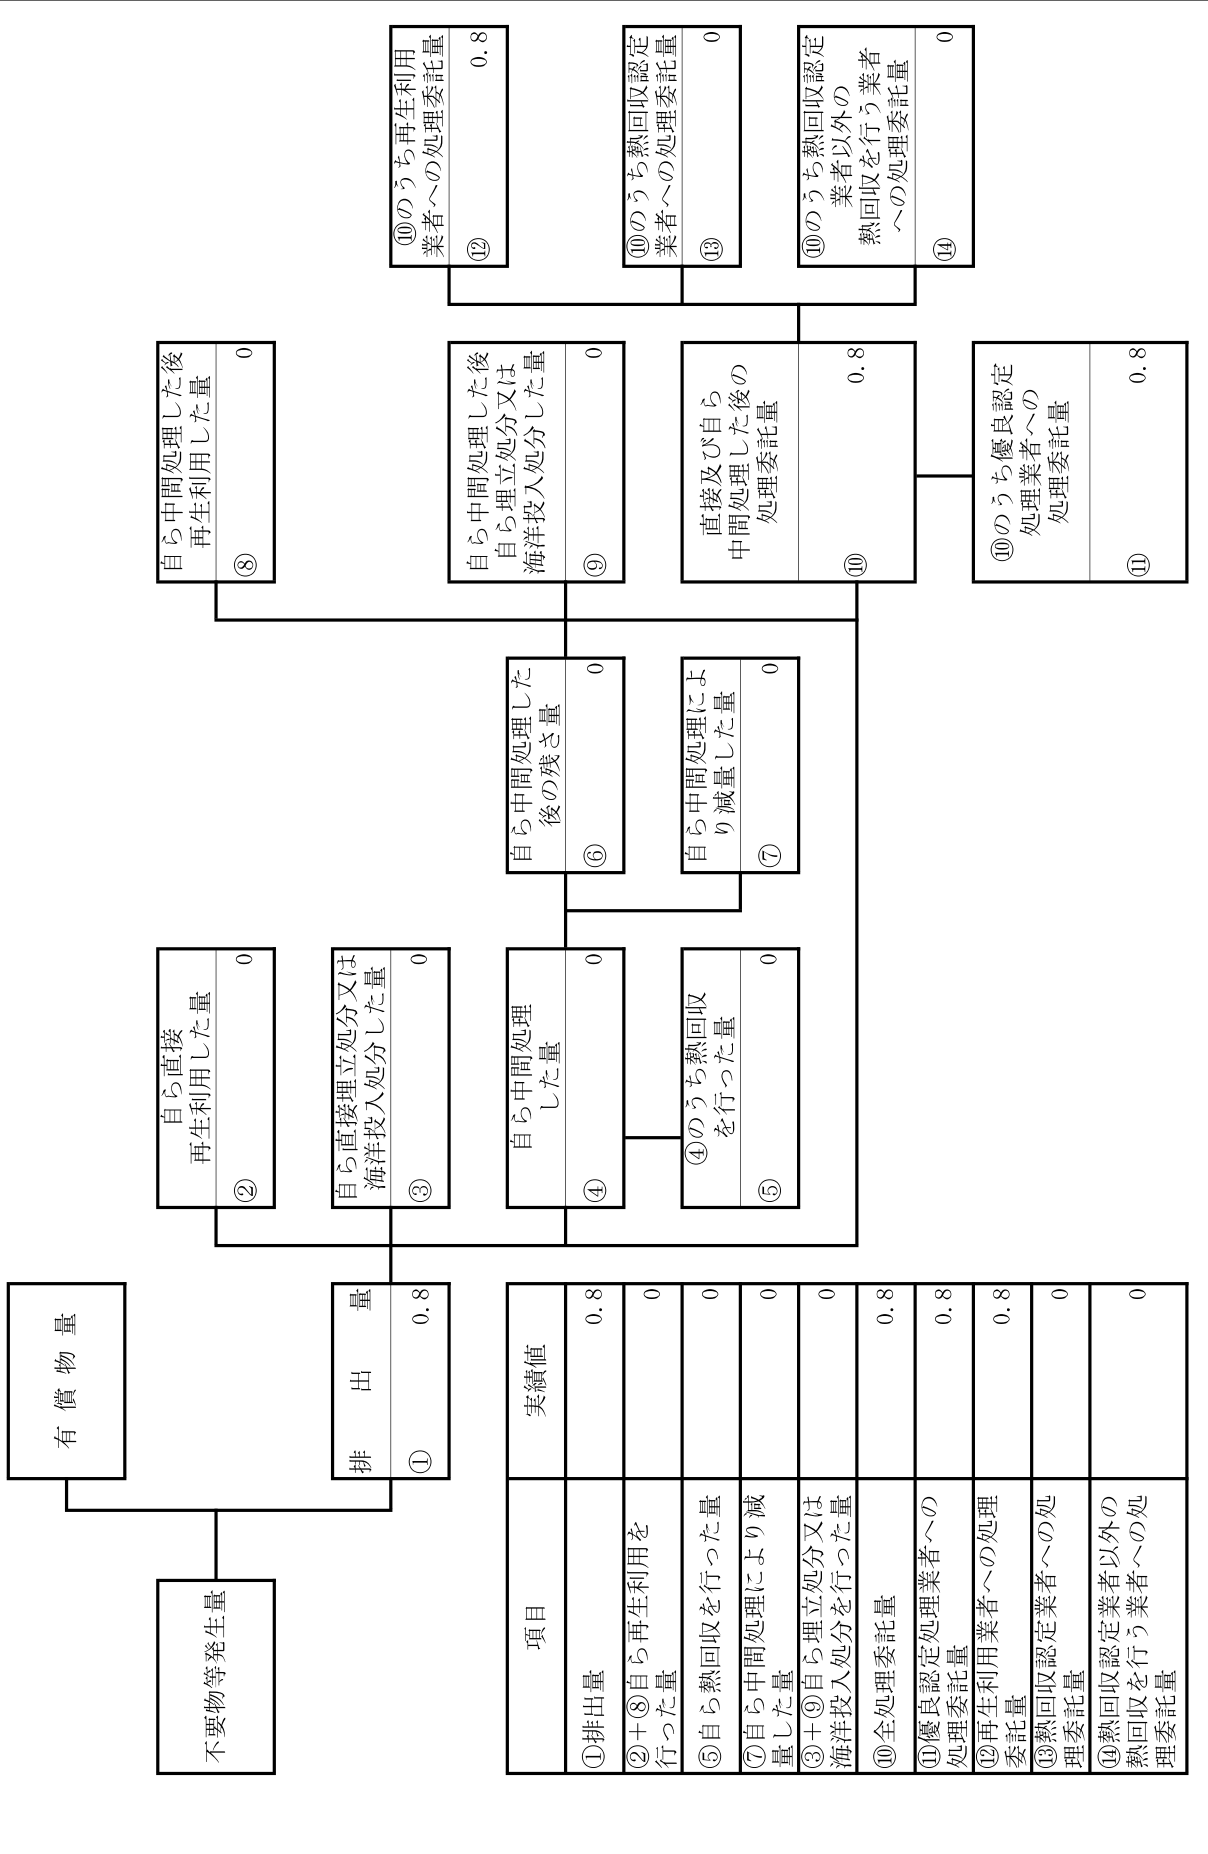 有 償 物 量
不要物等発生量
排 出 量
① 0.8
自ら直接
再生利用した量
② 0
自ら直接埋立処分又は
海洋投入処分した量
③ 0
自ら中間処理
した量
④ 0
④のうち熱回収
を行った量
⑤ 0
自ら中間処理した
後の残さ量
⑥ 0
自ら中間処理によ
り減量した量
⑦ 0
自ら中間処理した後
再生利用した量
⑧ 0
自ら中間処理した後
自ら埋立処分又は
海洋投入処分した量
⑨ 0
直接及び自ら
中間処理した後の
処理委託量
⑩ 0.8
⑩のうち優良認定
処理業者への
処理委託量
⑪ 0.8
⑩のうち再生利用
業者への処理委託量
⑫ 0.8
⑩のうち熱回収認定
業者への処理委託量
⑬ 0
⑩のうち熱回収認定
業者以外の
熱回収を行う業者
への処理委託量
⑭ 0
項目 実績値
①排出量 0.8
②+⑧自ら再生利用を
行った量 0
⑤自ら熱回収を行った量 0
⑦自ら中間処理により減
量した量 0
③+⑨自ら埋立処分又は
海洋投入処分を行った量 0
⑩全処理委託量 0.8
⑪優良認定処理業者への
処理委託量 0.8
⑫再生利用業者への処理
委託量 0.8
⑬熱回収認定業者への処
理委託量 0
⑭熱回収認定業者以外の
熱回収を行う業者への処
理委託量 0